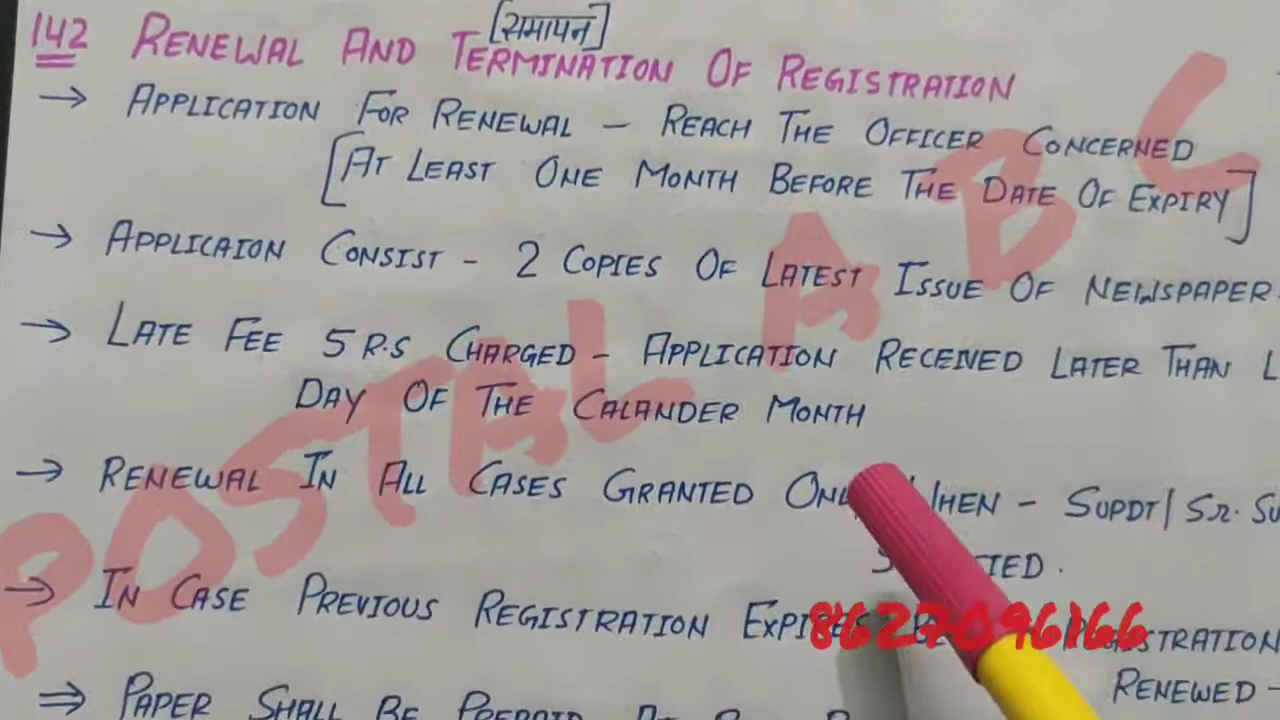 [समापन]
142 RENEWAL AND TERMINATION OF REGISTRATION
→ APPLICATION FOR RENEWAL – REACH THE OFFICER CONCERNED
[AT LEAST ONE MONTH BEFORE THE DATE OF EXPIRY]
→ APPLICAION CONSIST - 2 COPIES OF LATEST ISSUE OF NEWSPAPER
→ LATE FEE 5 R.S CHARGED – APPLICATION RECEIVED LATER THAN
DAY OF THE CALANDER MONTH
→ RENEWAL IN ALL CASES GRANTED – SUPDT/ SR.
→ IN CASE PREVIOUS REGISTRATION EXPIRES REGISTRATION
RENEWED -
⇒ PAPER SHALL BE PREPAID
POSTAL ABC
8627096166